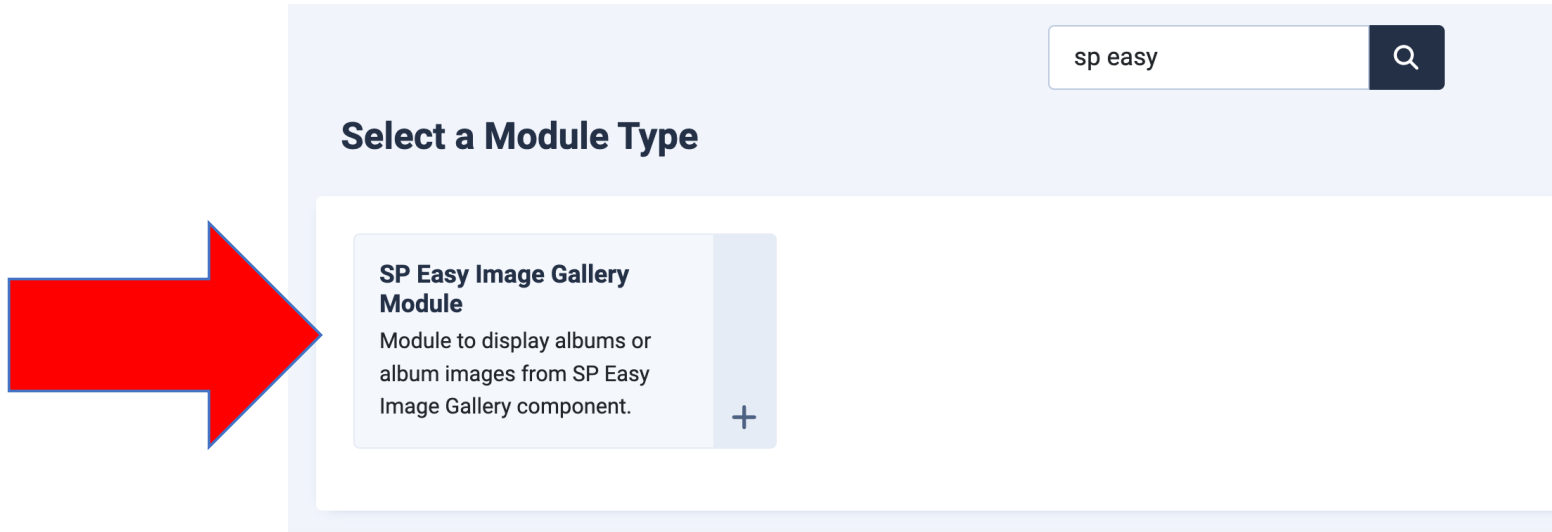 sp easy
Select a Module Type
SP Easy Image Gallery
Module
Module to display albums or
album images from SP Easy
Image Gallery component.